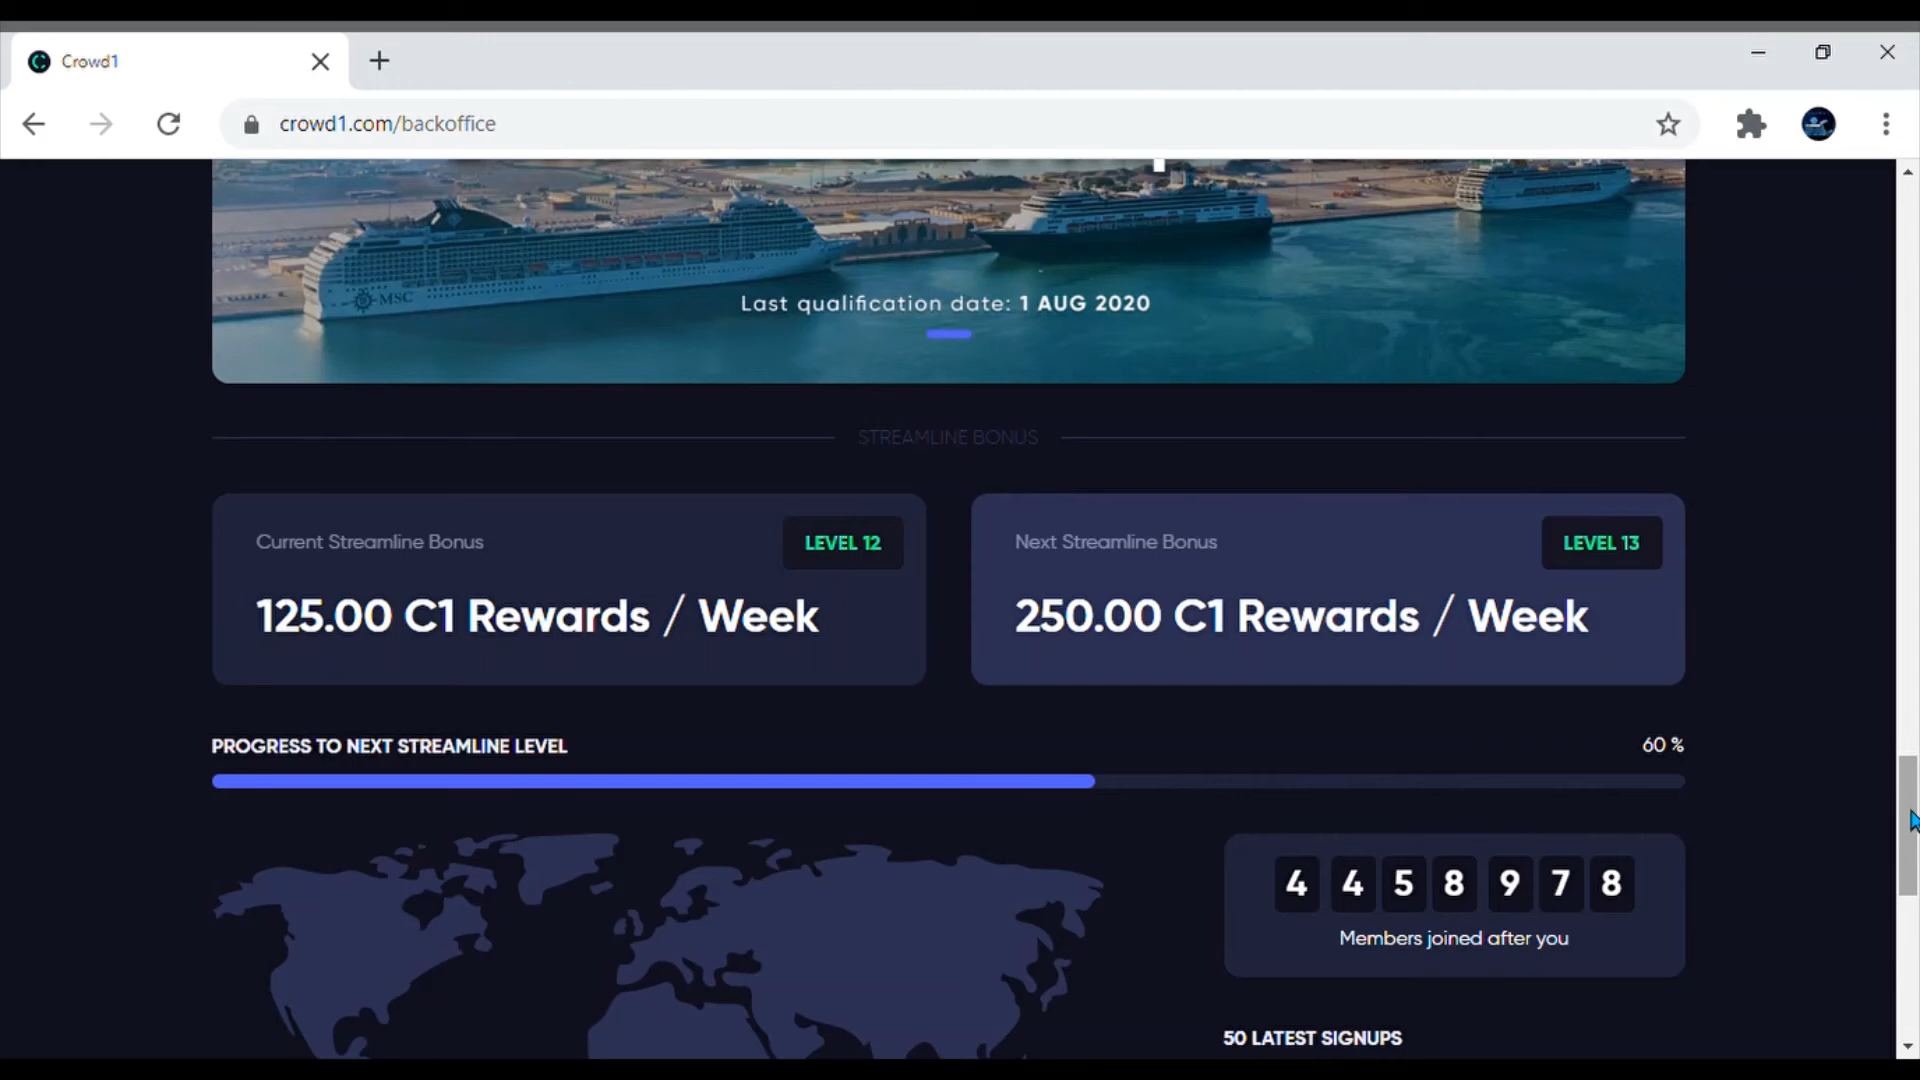 Crowd1
crowd1.com/backoffice
MSC
Last qualification date: 1 AUG 2020
STREAMLINE BONUS
Current Streamline Bonus
LEVEL 12
125.00 C1 Rewards / Week
Next Streamline Bonus
LEVEL 13
250.00 C1 Rewards / Week
PROGRESS TO NEXT STREAMLINE LEVEL
60 %
4 4 5 8 9 7 8
Members joined after you
50 LATEST SIGNUPS